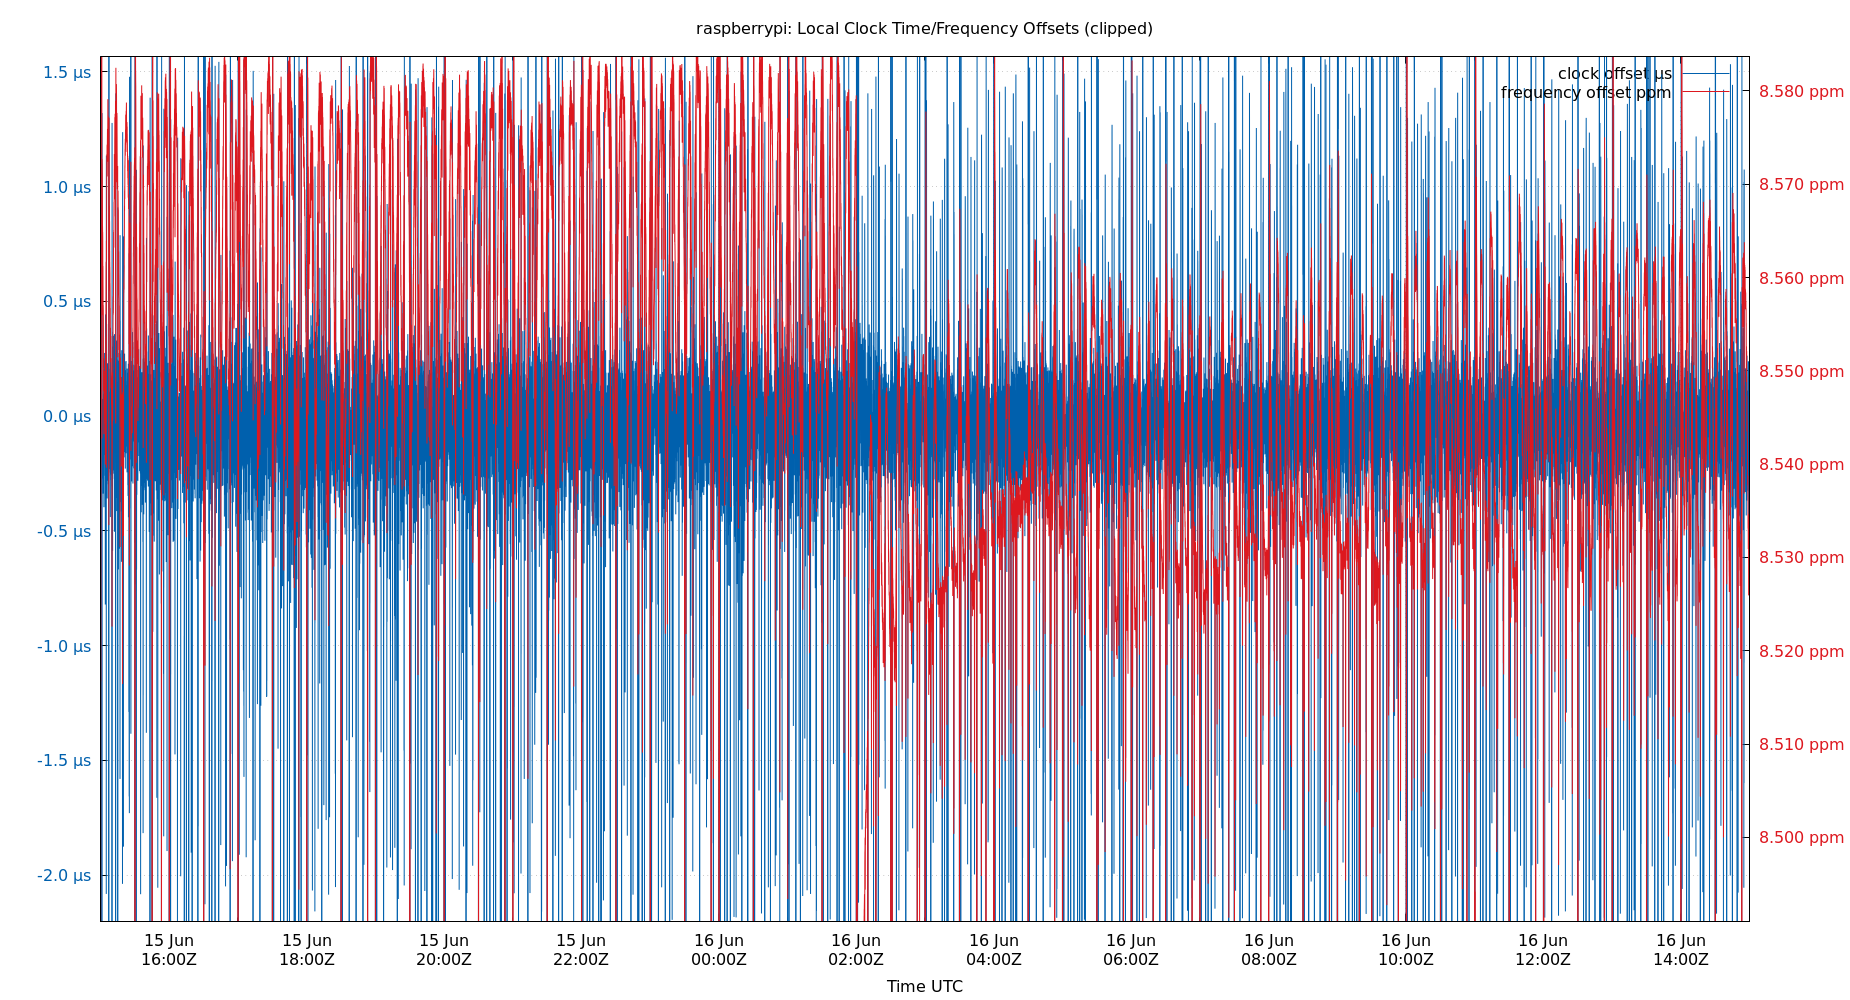 raspberrypi: Local Clock Time/Frequency Offsets (clipped)
clock offset µs
frequency offset ppm
1.5 µs
1.0 µs
0.5 µs
0.0 µs
-0.5 µs
-1.0 µs
-1.5 µs
-2.0 µs
8.580 ppm
8.570 ppm
8.560 ppm
8.550 ppm
8.540 ppm
8.530 ppm
8.520 ppm
8.510 ppm
8.500 ppm
15 Jun
16:00Z
15 Jun
18:00Z
15 Jun
20:00Z
15 Jun
22:00Z
16 Jun
00:00Z
16 Jun
02:00Z
16 Jun
04:00Z
16 Jun
06:00Z
16 Jun
08:00Z
16 Jun
10:00Z
16 Jun
12:00Z
16 Jun
14:00Z
Time UTC